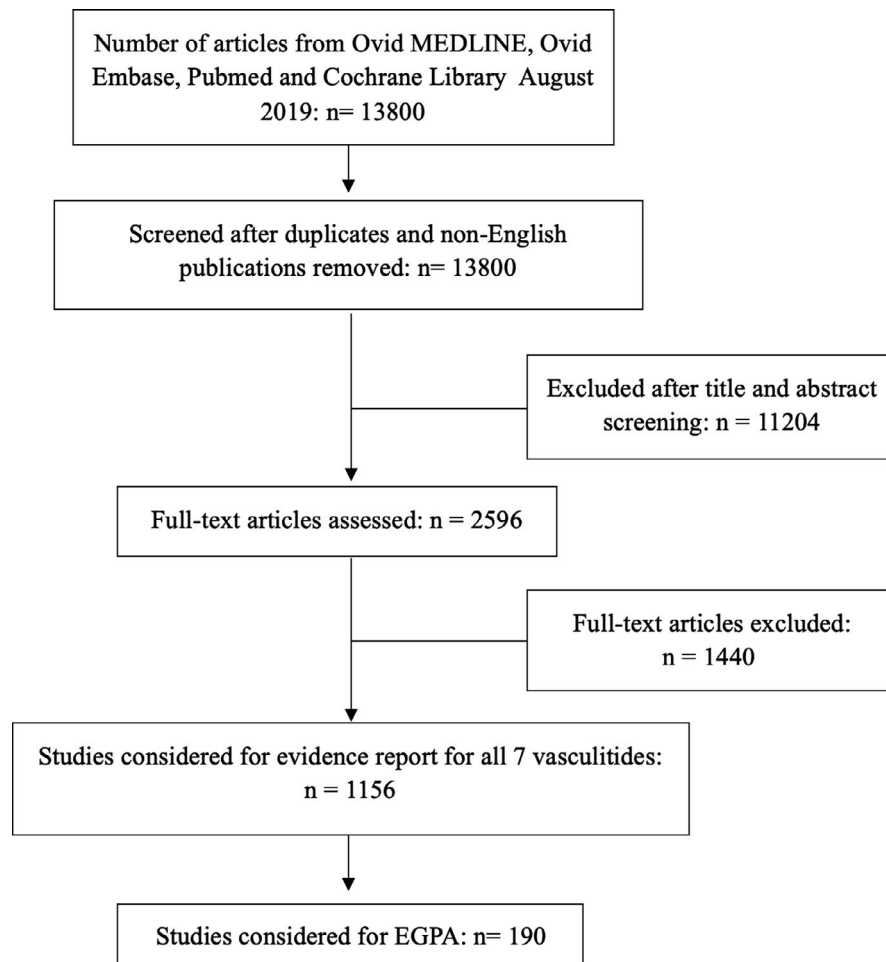 Number of articles from Ovid MEDLINE, Ovid
Embase, Pubmed and Cochrane Library  August
2019: n= 13800
Screened after duplicates and non-English
publications removed: n= 13800
Excluded after title and abstract
screening: n = 11204
Full-text articles assessed: n = 2596
Full-text articles excluded:
n = 1440
Studies considered for evidence report for all 7 vasculitides:
n = 1156
Studies considered for EGPA: n= 190